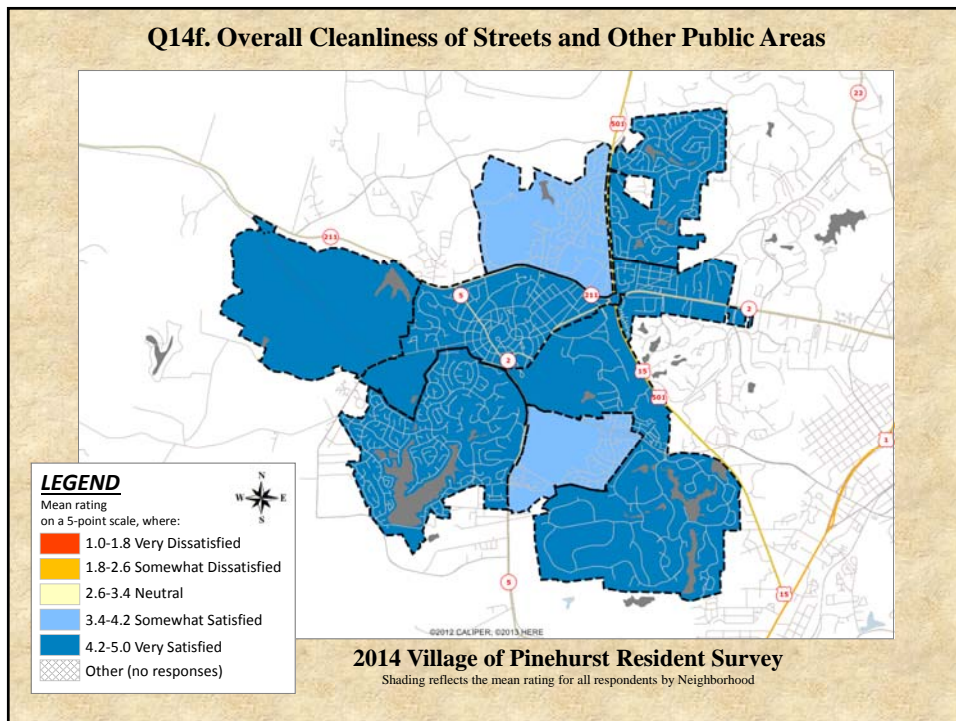 Q14f. Overall Cleanliness of Streets and Other Public Areas
22
501
211
5
211
2
2
15
501
1
5
15
LEGEND
N
W E
S
Mean rating
on a 5-point scale, where:
1.0-1.8 Very Dissatisfied
1.8-2.6 Somewhat Dissatisfied
2.6-3.4 Neutral
3.4-4.2 Somewhat Satisfied
4.2-5.0 Very Satisfied
Other (no responses)
©2012 CALIPER, ©2013 HERE
2014 Village of Pinehurst Resident Survey
Shading reflects the mean rating for all respondents by Neighborhood